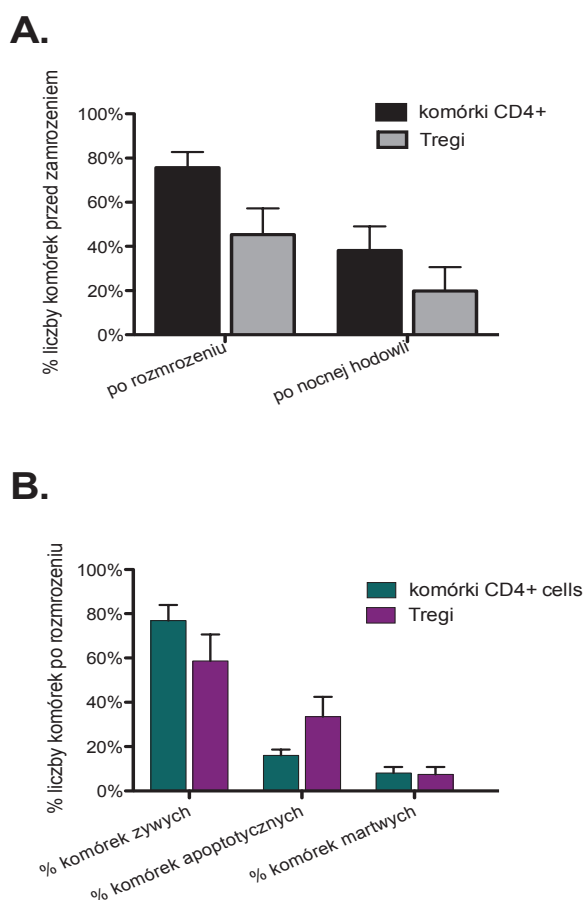 A.
% liczby komórek przed zamrozeniem
100%
80%
60%
40%
20%
0%
komórki CD4+
Tregi
po rozmrozeniu
po nocnej hodowli
B.
% liczby komórek po rozmrozeniu
100%
80%
60%
40%
20%
0%
komórki CD4+ cells
Tregi
% komórek zywych
% komórek apoptotycznych
% komórek martwych